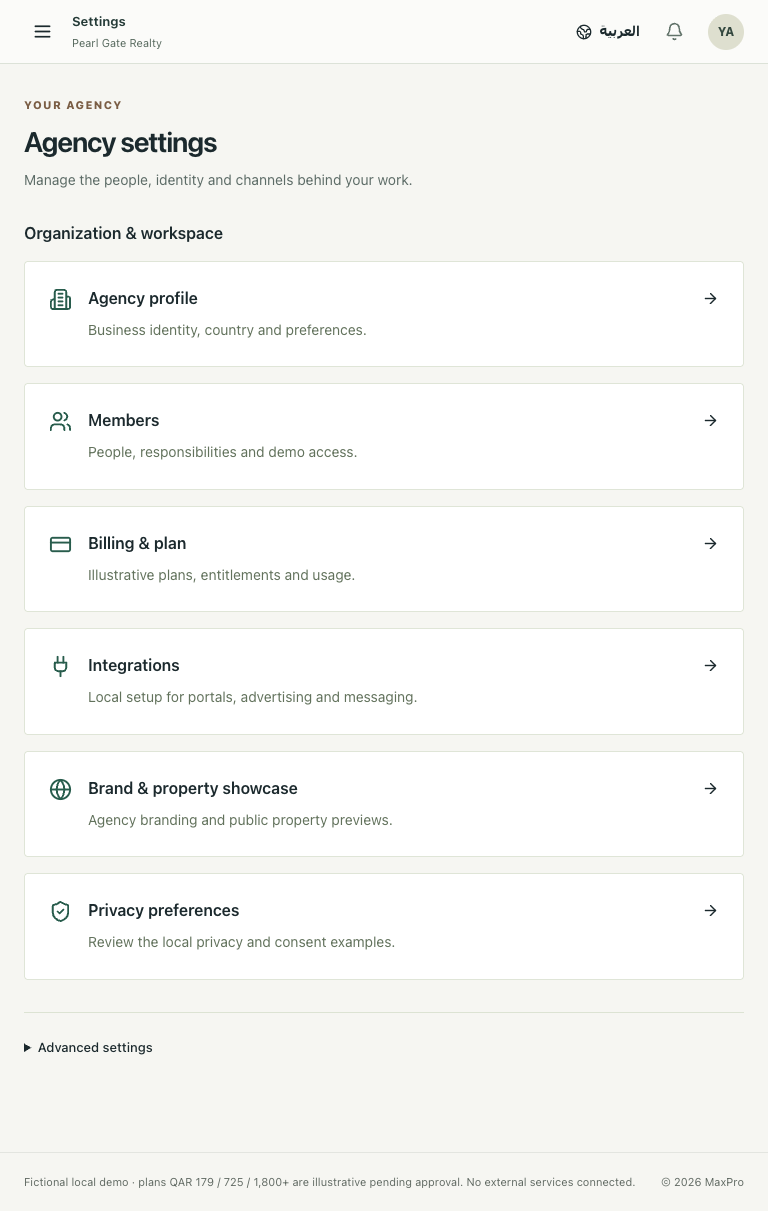 Settings
Pearl Gate Realty
العربية
YA
YOUR AGENCY
Agency settings
Manage the people, identity and channels behind your work.
Organization & workspace
Agency profile
Business identity, country and preferences.
Members
People, responsibilities and demo access.
Billing & plan
Illustrative plans, entitlements and usage.
Integrations
Local setup for portals, advertising and messaging.
Brand & property showcase
Agency branding and public property previews.
Privacy preferences
Review the local privacy and consent examples.
Advanced settings
Fictional local demo · plans QAR 179 / 725 / 1,800+ are illustrative pending approval. No external services connected.
© 2026 MaxPro